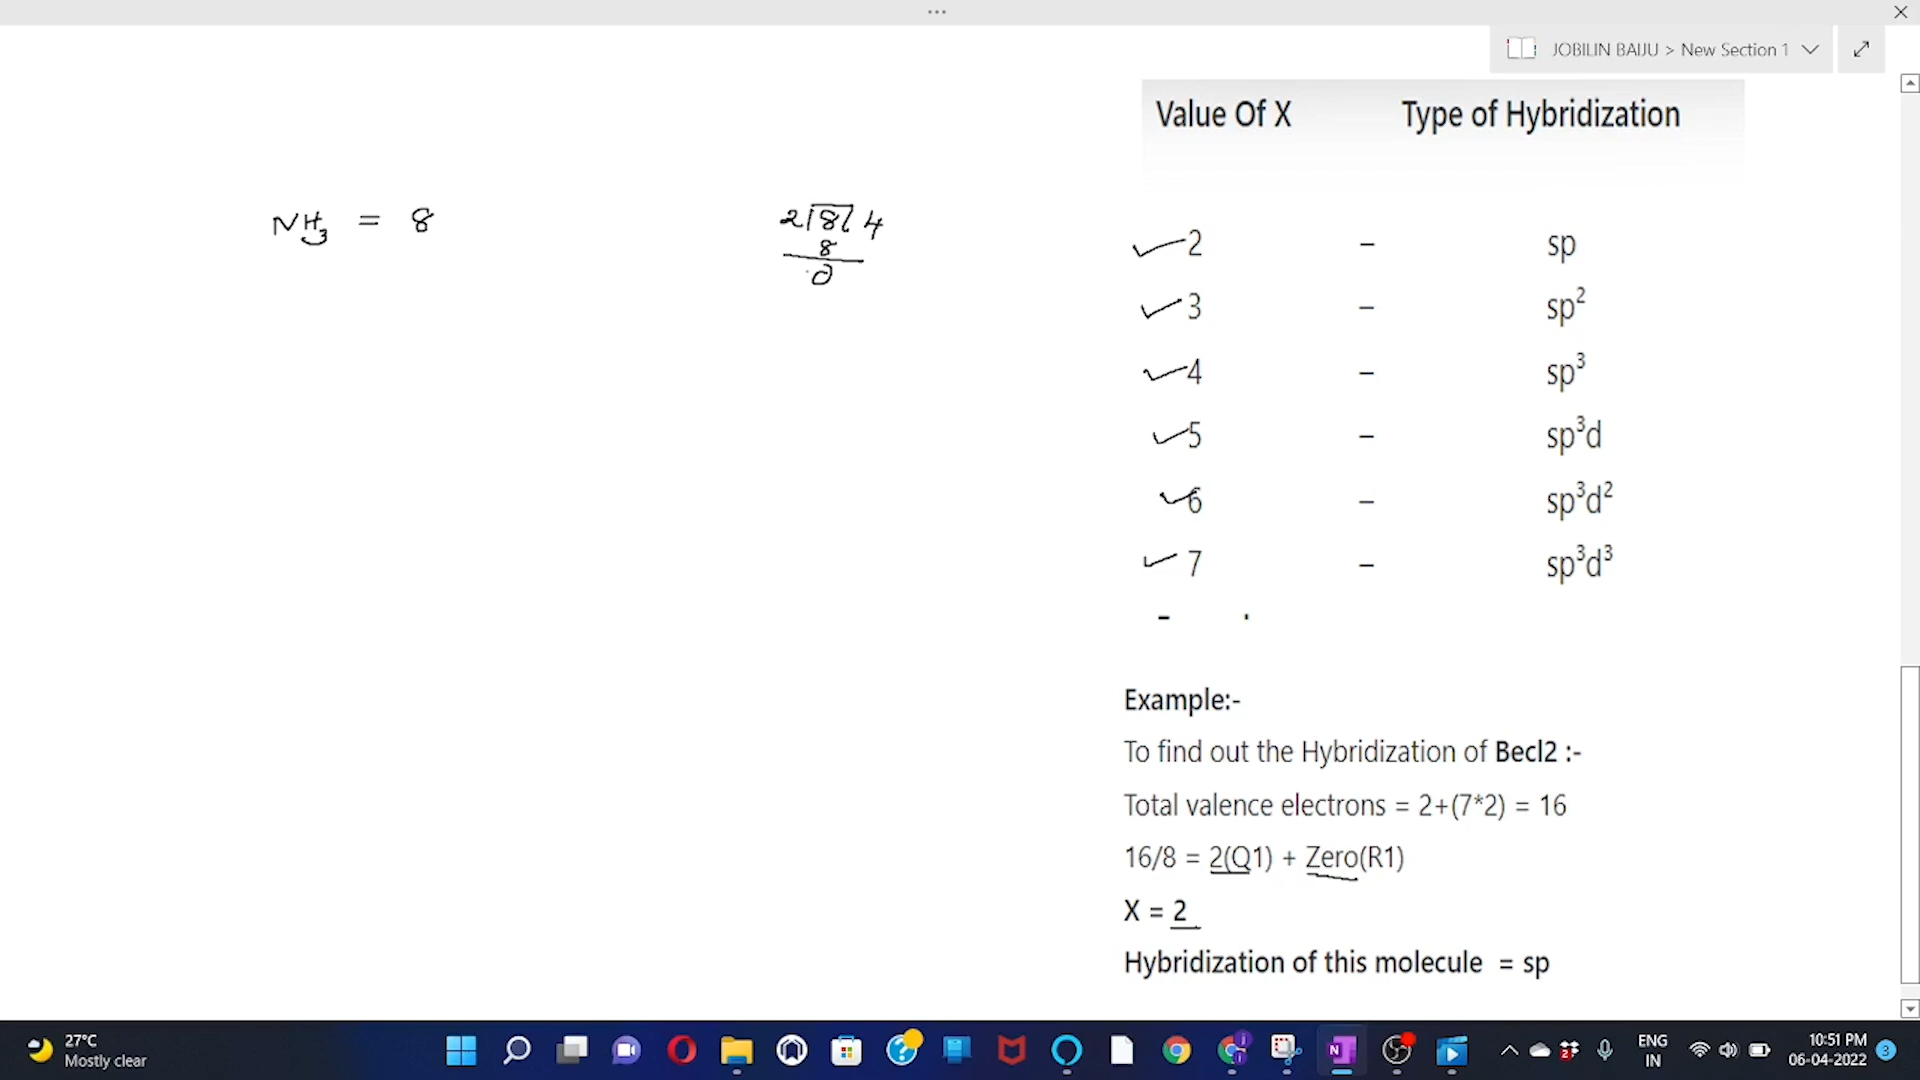 JOBILIN BAIJU > New Section 1
Value Of X Type of Hybridization
NH₃ = 8
2 8 4
8
0
2 – sp
3 – sp²
4 – sp³
5 – sp³d
6 – sp³d²
7 – sp³d³
Example:-
To find out the Hybridization of Becl2 :-
Total valence electrons = 2+(7*2) = 16
16/8 = 2(Q1) + Zero(R1)
X = 2
Hybridization of this molecule = sp
27°C
Mostly clear
ENG
IN
10:51 PM
06-04-2022
3